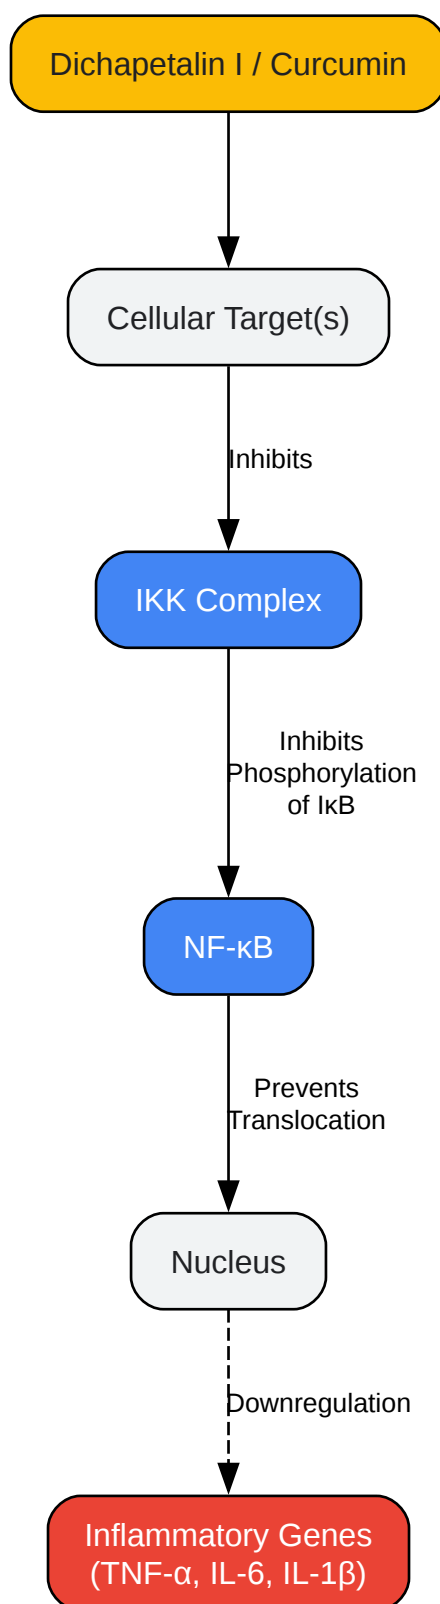 Dichapetalin I / Curcumin
Cellular Target(s)
Inhibits
IKK Complex
Inhibits
Phosphorylation
of IκB
NF-κB
Prevents
Translocation
Nucleus
Downregulation
Inflammatory Genes
(TNF-α, IL-6, IL-1β)